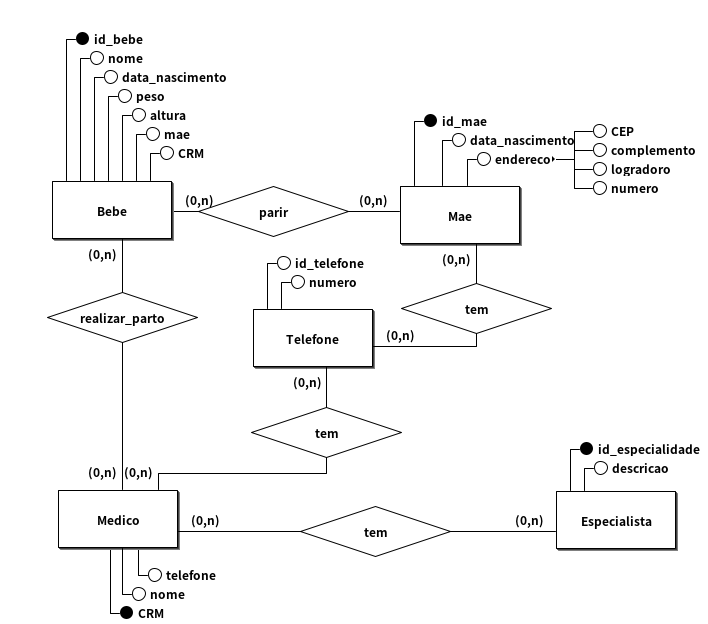 id_bebe
nome
data_nascimento
peso
altura
mae
CRM
id_mae
data_nascimento
endereco
CEP
complemento
logradoro
numero
Bebe
(0,n)
parir
(0,n)
Mae
(0,n)
(0,n)
id_telefone
numero
realizar_parto
tem
Telefone
(0,n)
(0,n)
tem
id_especialidade
descricao
(0,n)
(0,n)
Medico
(0,n)
tem
(0,n)
Especialista
telefone
nome
CRM